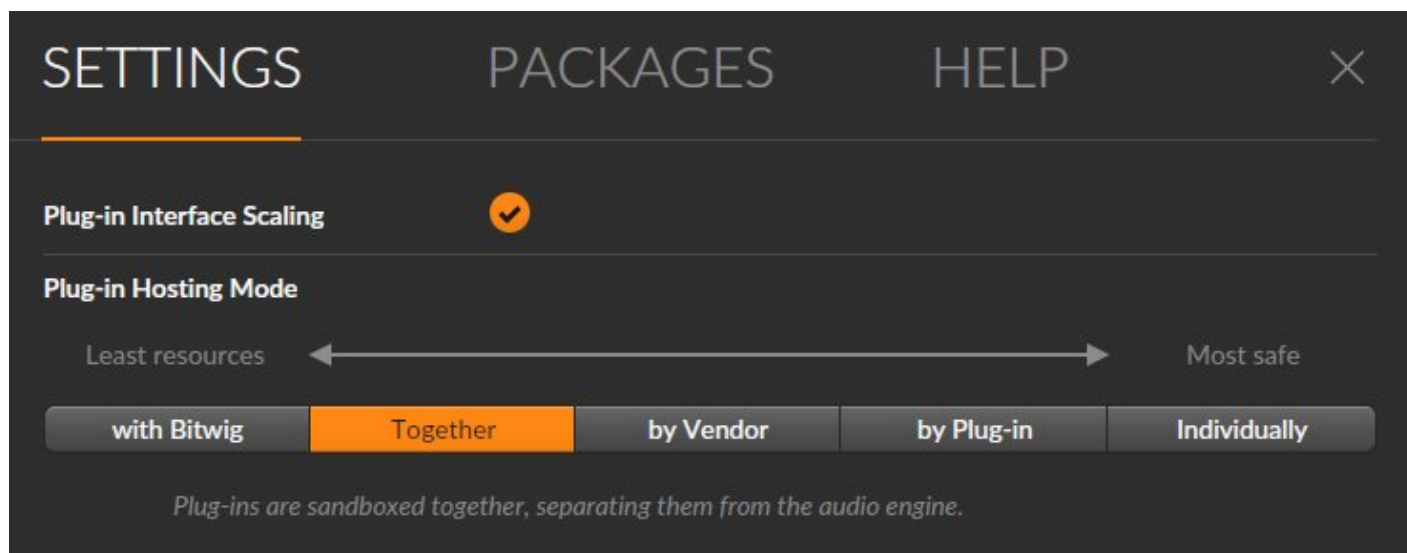 SETTINGS PACKAGES HELP
Plug-in Interface Scaling
Plug-in Hosting Mode
Least resources Most safe
with Bitwig Together by Vendor by Plug-in Individually
Plug-ins are sandboxed together, separating them from the audio engine.